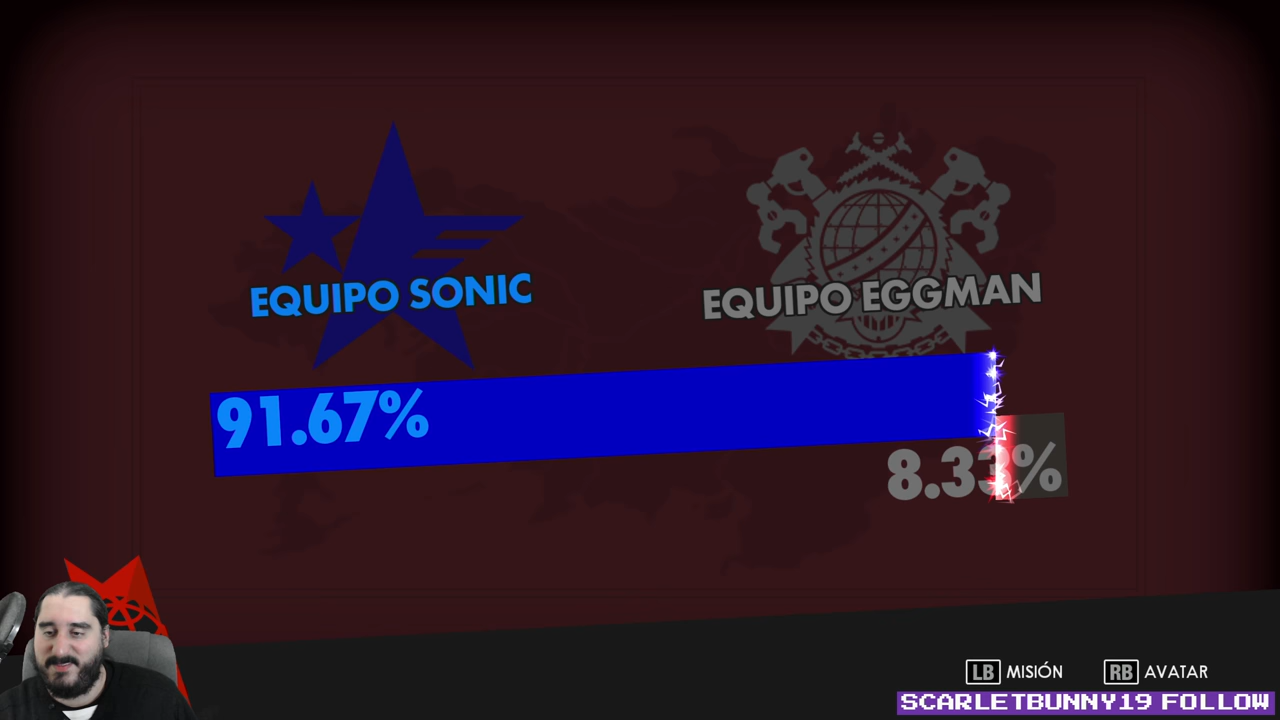 EQUIPO SONIC
EQUIPO EGGMAN
91.67%
8.33%
LB MISIÓN RB AVATAR
SCARLETBUNNY19 FOLLOW